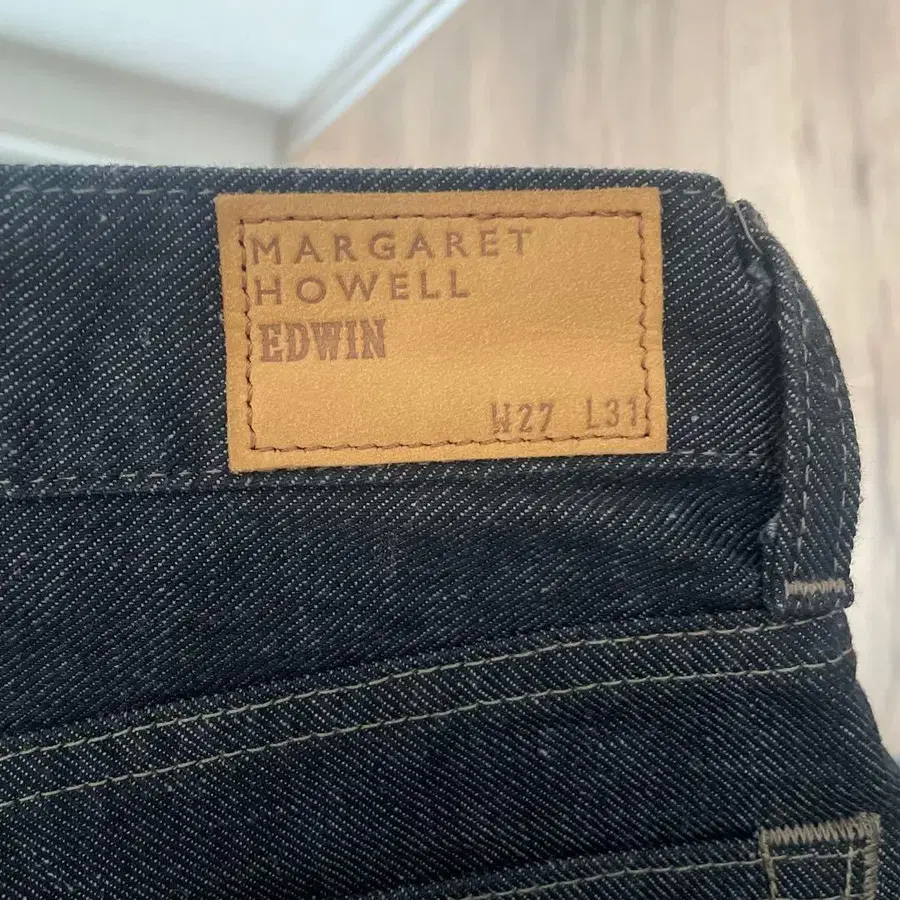 MARGARET
HOWELL
EDWIN
W27 L31